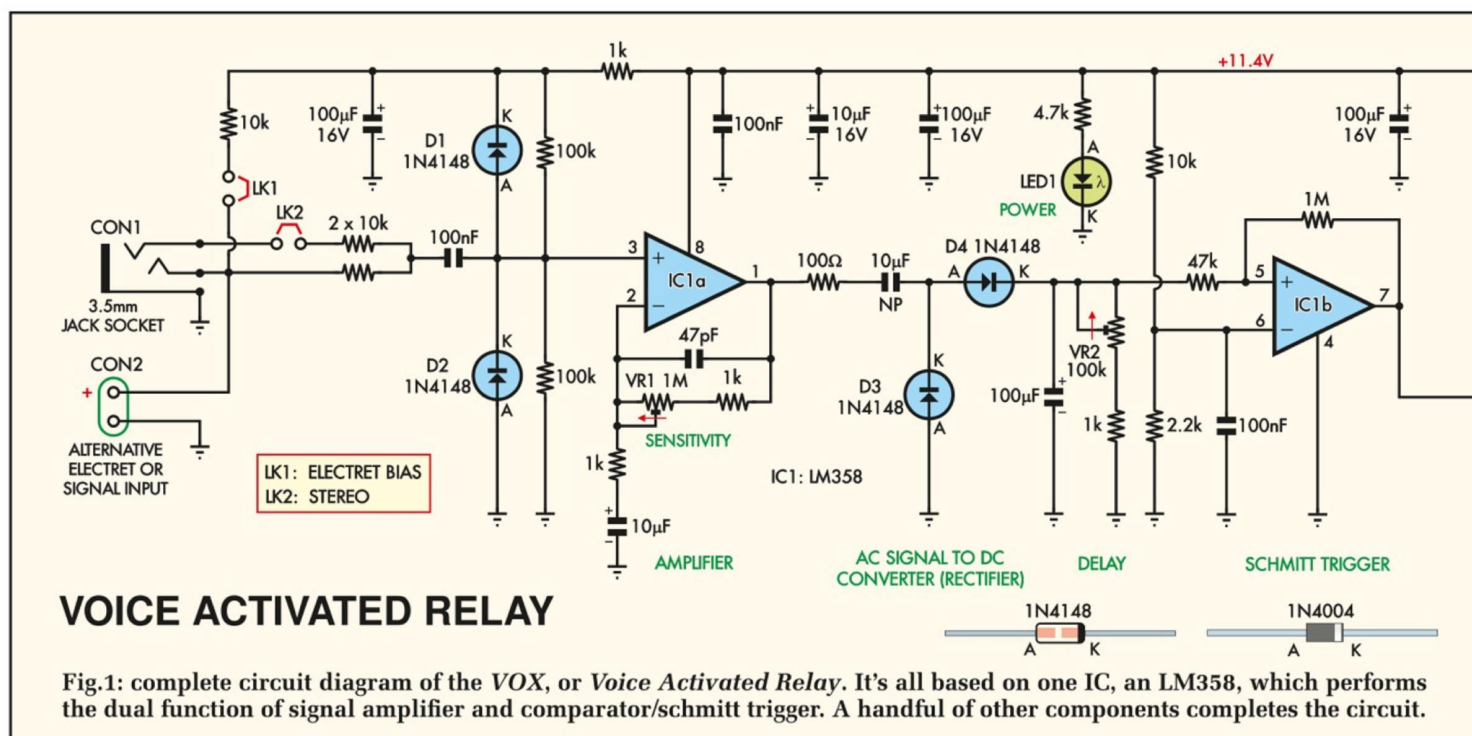 1k
+11.4V
10k
100µF
16V
D1
1N4148
K
A
100k
100nF
10µF
16V
100µF
16V
4.7k
A
LED1
λ
K
POWER
10k
100µF
16V
LK1
CON1
LK2
2 x 10k
100nF
3
+
8
IC1a
1
2
–
3.5mm
JACK SOCKET
100Ω
10µF
NP
D4 1N4148
A
K
47k
1M
5
+
IC1b
7
6
–
4
CON2
+
D2
1N4148
K
A
100k
47pF
VR1 1M
1k
SENSITIVITY
D3
1N4148
K
A
100µF
VR2
100k
1k
2.2k
100nF
ALTERNATIVE
ELECTRET OR
SIGNAL INPUT
LK1: ELECTRET BIAS
LK2: STEREO
1k
10µF
IC1: LM358
AMPLIFIER
AC SIGNAL TO DC
CONVERTER (RECTIFIER)
DELAY
SCHMITT TRIGGER
VOICE ACTIVATED RELAY
1N4148
A
K
1N4004
A
K
Fig.1: complete circuit diagram of the VOX, or Voice Activated Relay. It's all based on one IC, an LM358, which performs
the dual function of signal amplifier and comparator/schmitt trigger. A handful of other components completes the circuit.